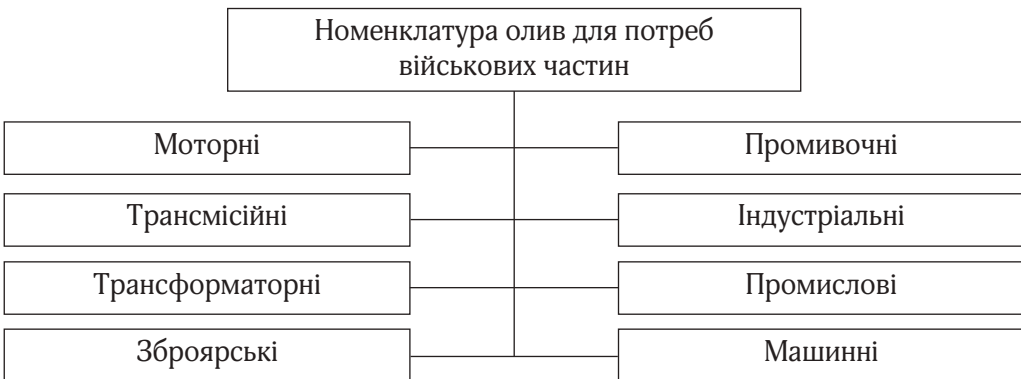 Номенклатура олив для потреб
військових частин
Моторні
Промивочні
Трансмісійні
Індустріальні
Трансформаторні
Промислові
Зброярські
Машинні